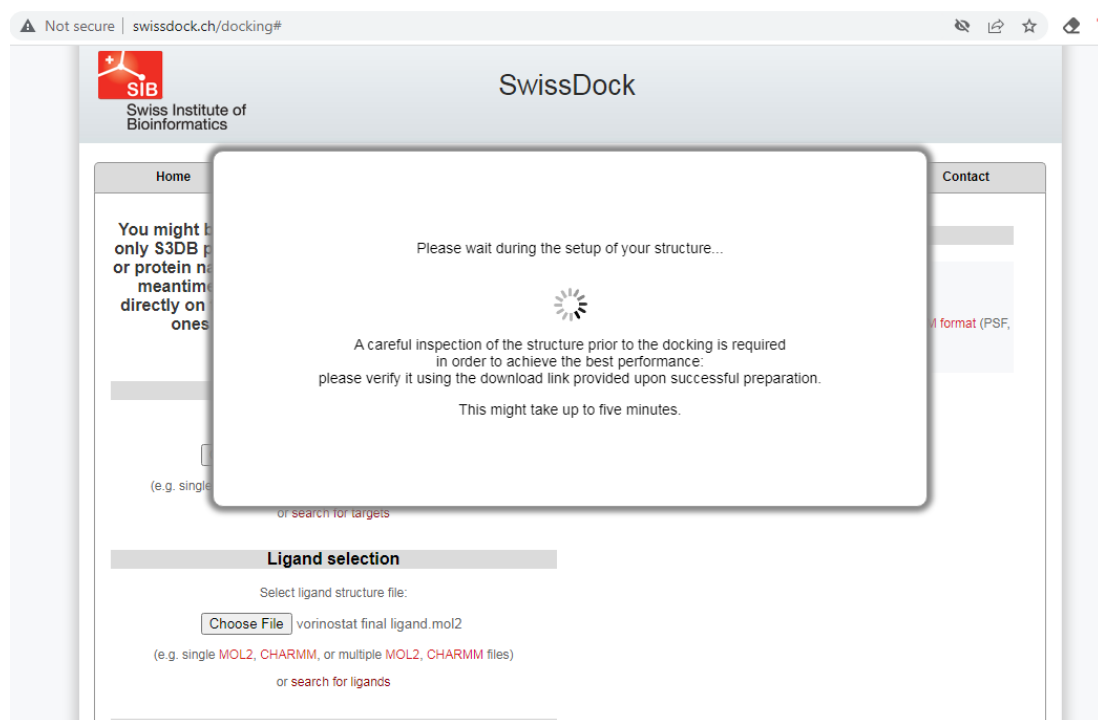 Not secure | swissdock.ch/docking#
SIB
Swiss Institute of
Bioinformatics
SwissDock
Home
Contact
You might
only S3DB
or protein
meantime
directly on
ones
Please wait during the setup of your structure...
A careful inspection of the structure prior to the docking is required
in order to achieve the best performance:
please verify it using the download link provided upon successful preparation.
This might take up to five minutes.
format (PSF,
(e.g. single
or search for targets
Ligand selection
Select ligand structure file:
Choose File vorinostat final ligand.mol2
(e.g. single MOL2, CHARMM, or multiple MOL2, CHARMM files)
or search for ligands